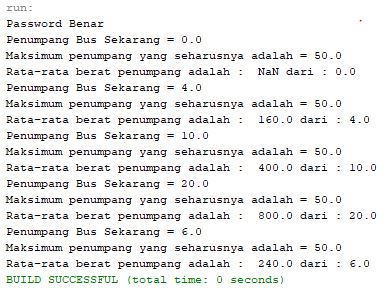 run:
Password Benar
Penumpang Bus Sekarang = 0.0
Maksimum penumpang yang seharusnya adalah = 50.0
Rata-rata berat penumpang adalah :  NaN dari : 0.0
Penumpang Bus Sekarang = 4.0
Maksimum penumpang yang seharusnya adalah = 50.0
Rata-rata berat penumpang adalah :  160.0 dari : 4.0
Penumpang Bus Sekarang = 10.0
Maksimum penumpang yang seharusnya adalah = 50.0
Rata-rata berat penumpang adalah :  400.0 dari : 10.0
Penumpang Bus Sekarang = 20.0
Maksimum penumpang yang seharusnya adalah = 50.0
Rata-rata berat penumpang adalah :  800.0 dari : 20.0
Penumpang Bus Sekarang = 6.0
Maksimum penumpang yang seharusnya adalah = 50.0
Rata-rata berat penumpang adalah :  240.0 dari : 6.0
BUILD SUCCESSFUL (total time: 0 seconds)